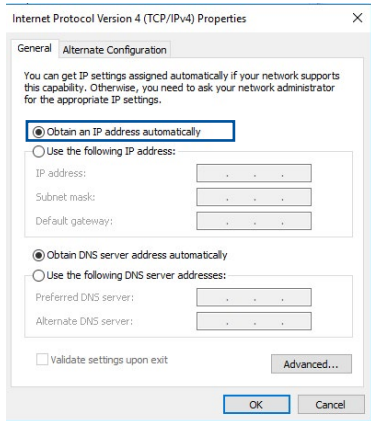 Internet Protocol Version 4 (TCP/IPv4) Properties
General
Alternate Configuration
You can get IP settings assigned automatically if your network supports
this capability. Otherwise, you need to ask your network administrator
for the appropriate IP settings.
Obtain an IP address automatically
Use the following IP address:
IP address:
Subnet mask:
Default gateway:
Obtain DNS server address automatically
Use the following DNS server addresses:
Preferred DNS server:
Alternate DNS server:
Validate settings upon exit
Advanced...
OK
Cancel